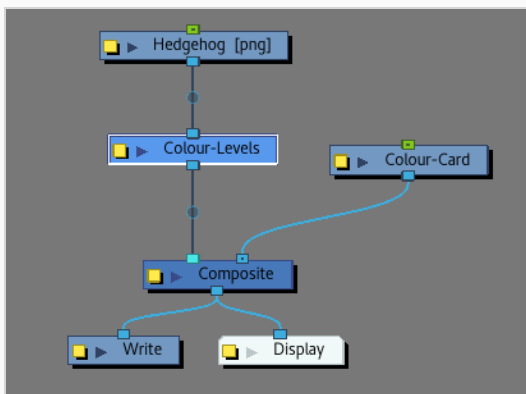 Hedgehog [png]
Colour-Levels
Colour-Card
Composite
Write
Display